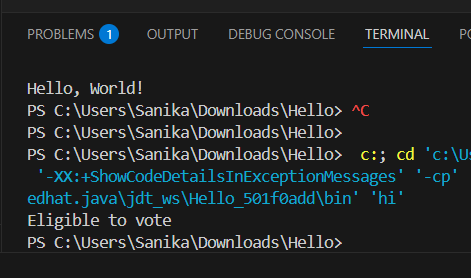 PROBLEMS 1 OUTPUT DEBUG CONSOLE TERMINAL PO
Hello, World!
PS C:\Users\Sanika\Downloads\Hello> ^C
PS C:\Users\Sanika\Downloads\Hello>
PS C:\Users\Sanika\Downloads\Hello> c:; cd 'c:\Us
'-XX:+ShowCodeDetailsInExceptionMessages' '-cp' '
edhat.java\jdt_ws\Hello_501f0add\bin' 'hi'
Eligible to vote
PS C:\Users\Sanika\Downloads\Hello>